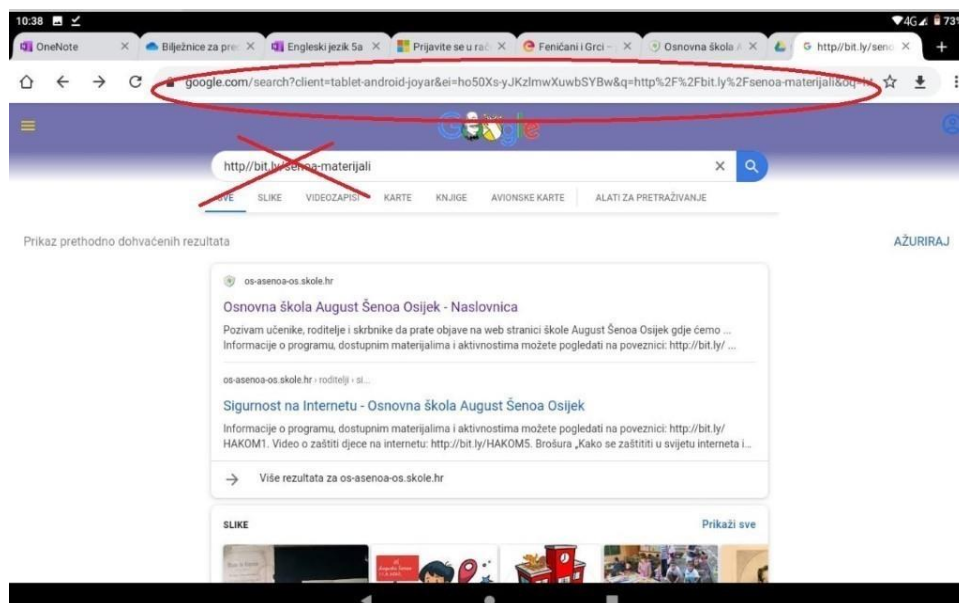 10:38
4G 73%
OneNote
Bilježnice za pre
Engleski jezik 5a
Prijavite se u rač
Feničani i Grci –
Osnovna škola
http//bit.ly/seno
google.com/search?client=tablet-android-joyar&ei=ho50Xs-yJKzlmwXuwbSYBw&q=http%2F%2Fbit.ly%2Fsenoa-materijali&oq=
Google
http//bit.ly/senoa-materijali
SVE SLIKE VIDEOZAPISI KARTE KNJIGE AVIONSKE KARTE ALATI ZA PRETRAŽIVANJE
Prikaz prethodno dohvaćenih rezultata
AŽURIRAJ
os-asenoa-os.skole.hr
Osnovna škola August Šenoa Osijek - Naslovnica
Pozivam učenike, roditelje i skrbnike da prate objave na web stranici škole August Šenoa Osijek gdje ćemo ...
Informacije o programu, dostupnim materijalima i aktivnostima možete pogledati na poveznici: http://bit.ly/ ...
os-asenoa-os.skole.hr › roditelji › si...
Sigurnost na Internetu - Osnovna škola August Šenoa Osijek
Informacije o programu, dostupnim materijalima i aktivnostima možete pogledati na poveznici: http://bit.ly/
HAKOM1. Video o zaštiti djece na internetu: http://bit.ly/HAKOM5. Brošura „Kako se zaštititi u svijetu interneta i...
Više rezultata za os-asenoa-os.skole.hr
SLIKE
Prikaži sve